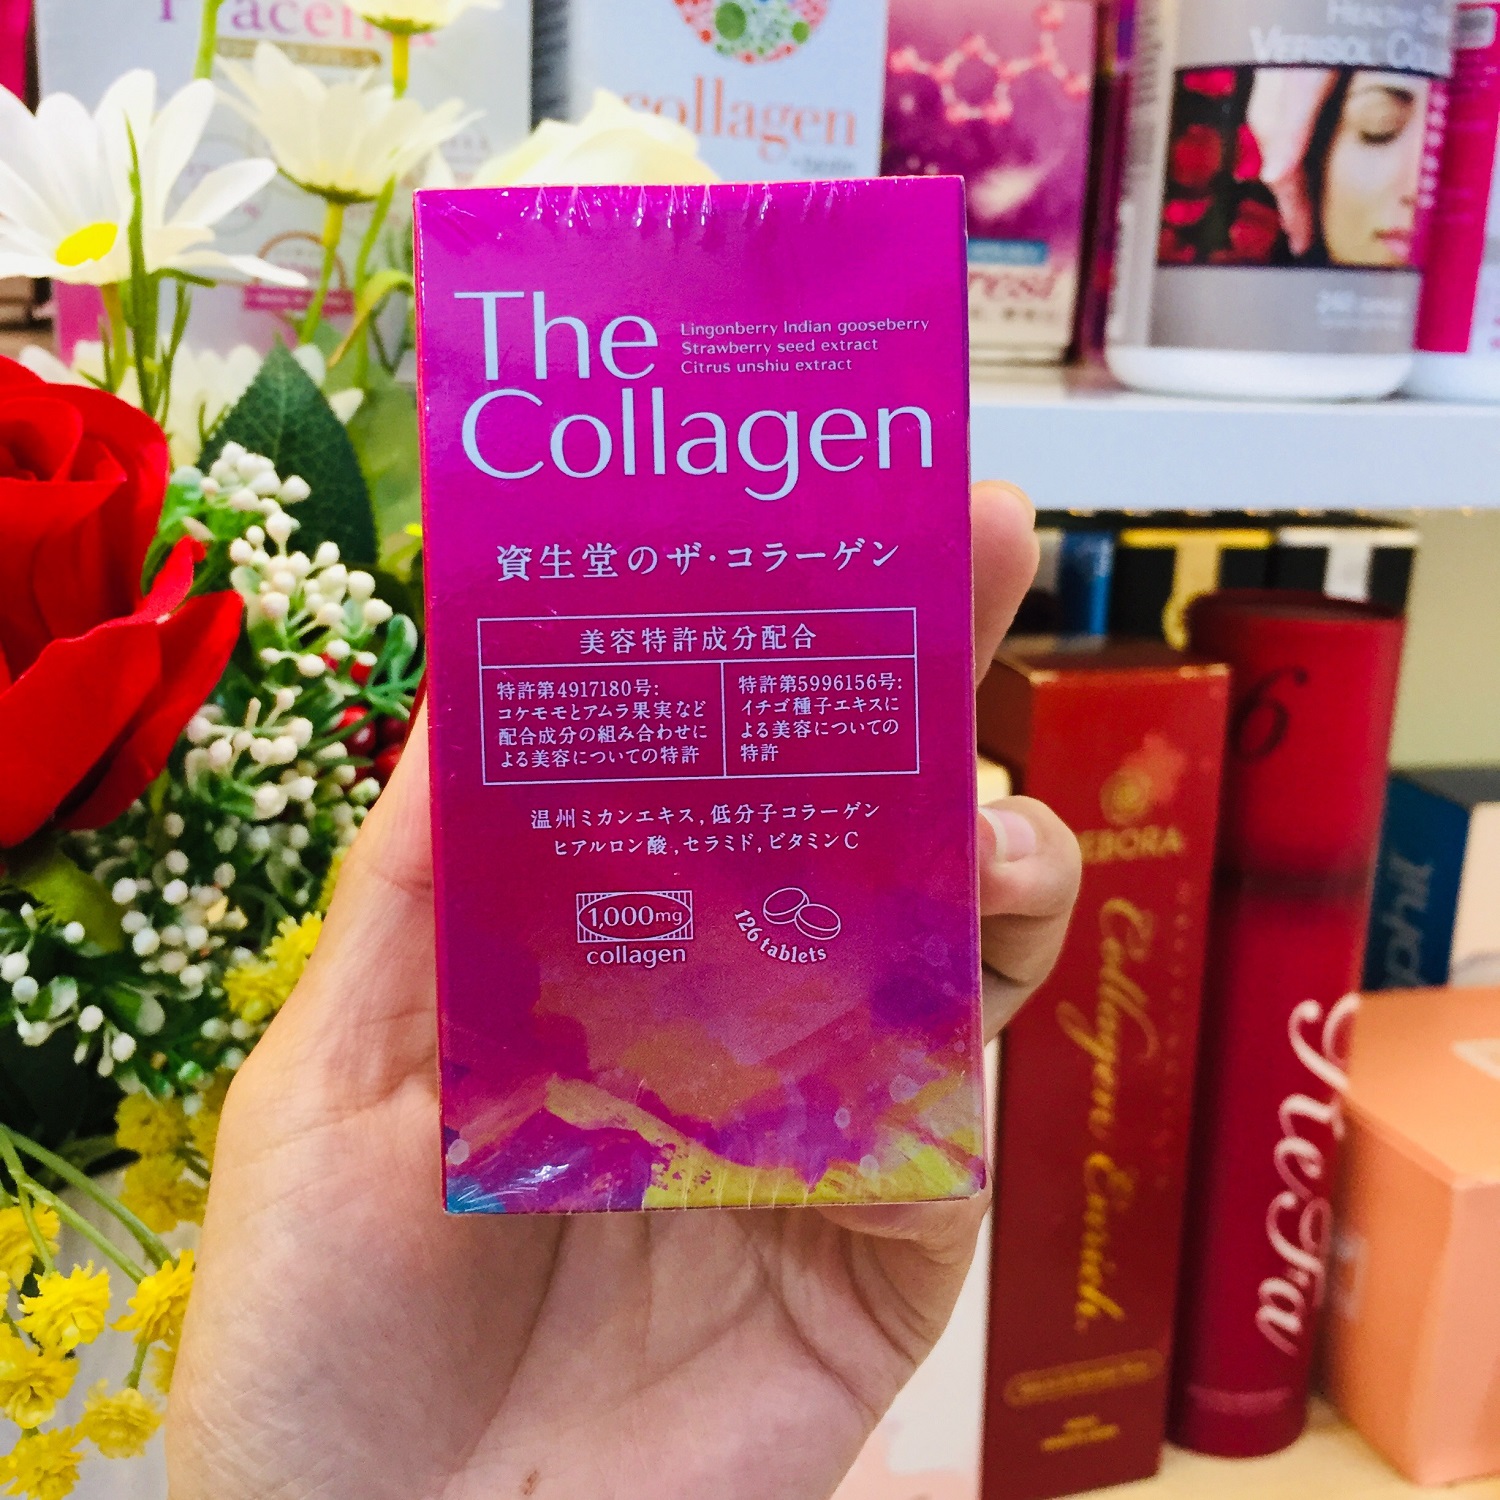 Placenta
collagen
HEALTHY
VERISOL
The
Collagen
Lingonberry Indian gooseberry
Strawberry seed extract
Citrus unshiu extract
資生堂のザ・コラーゲン
美容特許成分配合
特許第4917180号:
コケモモとアムラ果実など
配合成分の組み合わせに
よる美容についての特許
特許第5996156号:
イチゴ種子エキスに
よる美容についての
特許
温州ミカンエキス,低分子コラーゲン
ヒアルロン酸,セラミド,ビタミンC
1,000mg
collagen
126 tablets
Collagen Enrich